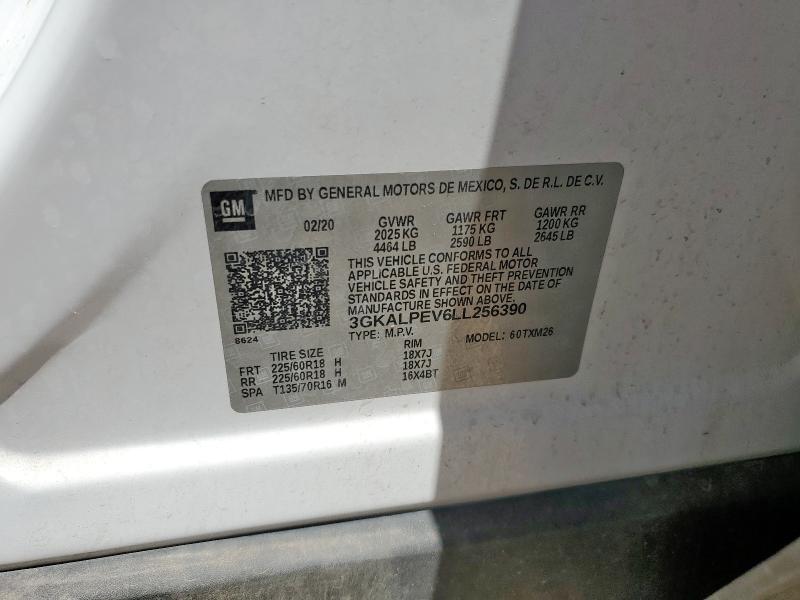 GM MFD BY GENERAL MOTORS DE MEXICO, S. DE R.L. DE C.V.
02/20 GVWR GAWR FRT GAWR RR
2025 KG 1175 KG 1200 KG
4464 LB 2590 LB 2645 LB
THIS VEHICLE CONFORMS TO ALL
APPLICABLE U.S. FEDERAL MOTOR
VEHICLE SAFETY AND THEFT PREVENTION
STANDARDS IN EFFECT ON THE DATE OF
MANUFACTURE SHOWN ABOVE.
3GKALPEV6LL256390
8624 TYPE: M.P.V. MODEL: 60TXM26
TIRE SIZE RIM
FRT 225/60R18 H 18X7J
RR 225/60R18 H 18X7J
SPA T135/70R16 M 16X4BT